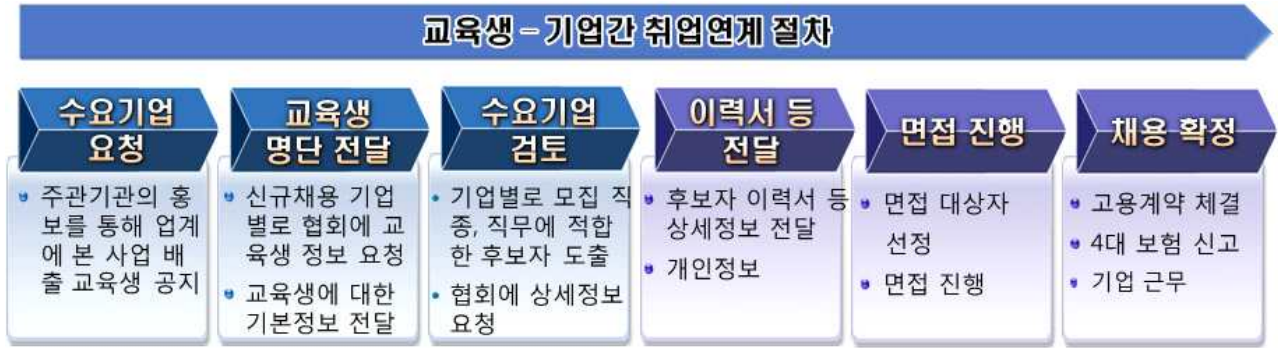 교육생 – 기업간 취업연계 절차
수요기업
요청
주관기관의 홍
보를 통해 업계
에 본 사업 배
출 교육생 공지
교육생
명단 전달
신규채용 기업
별로 협회에 교
육생 정보 요청
교육생에 대한
기본정보 전달
수요기업
검토
기업별로 모집 직
종, 직무에 적합
한 후보자 도출
협회에 상세정보
요청
이력서 등
전달
후보자 이력서 등
상세정보 전달
개인정보
면접 진행
면접 대상자
선정
면접 진행
채용 확정
고용계약 체결
4대 보험 신고
기업 근무